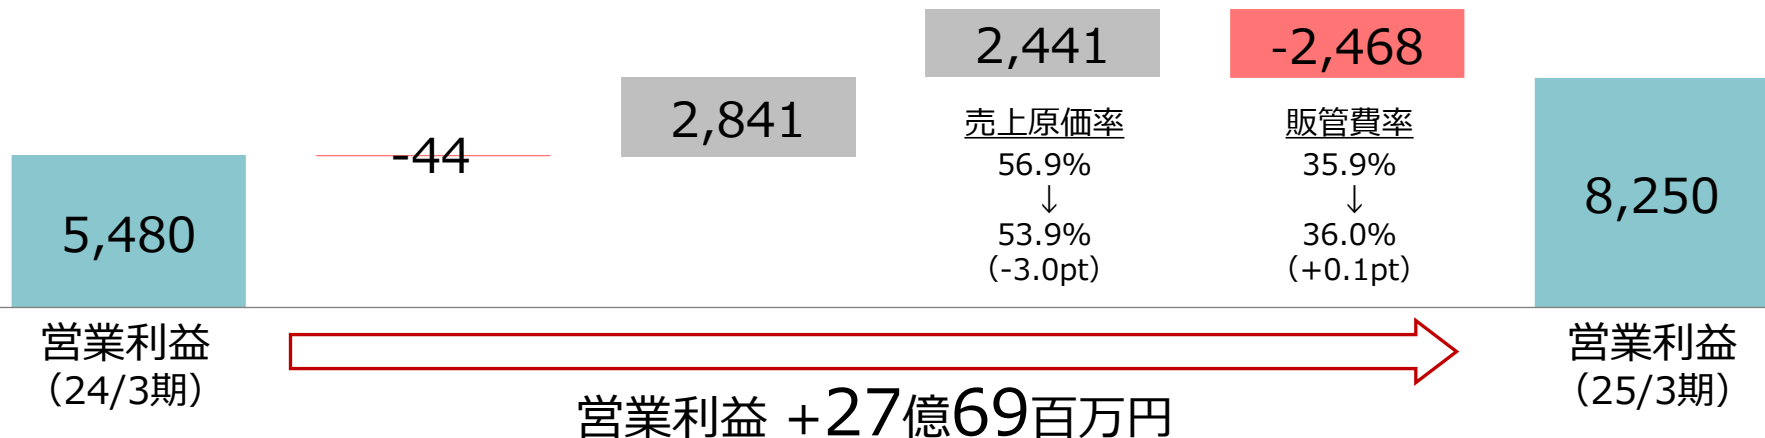 5,480
-44
2,841
2,441
-2,468
8,250
売上原価率
56.9%
↓
53.9%
（-3.0pt）
販管費率
35.9%
↓
36.0%
（+0.1pt）
営業利益
（24/3期）
営業利益
（25/3期）
営業利益 +27億69百万円